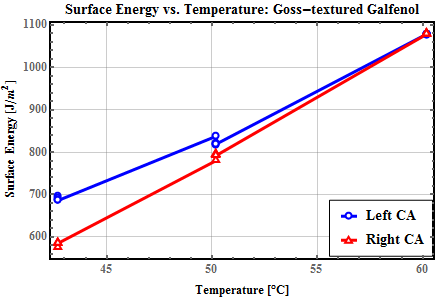 Surface Energy vs. Temperature: Goss-textured Galfenol
Surface Energy [J/m²]
1100
1000
900
800
700
600
45
50
55
60
Temperature [°C]
Left CA
Right CA